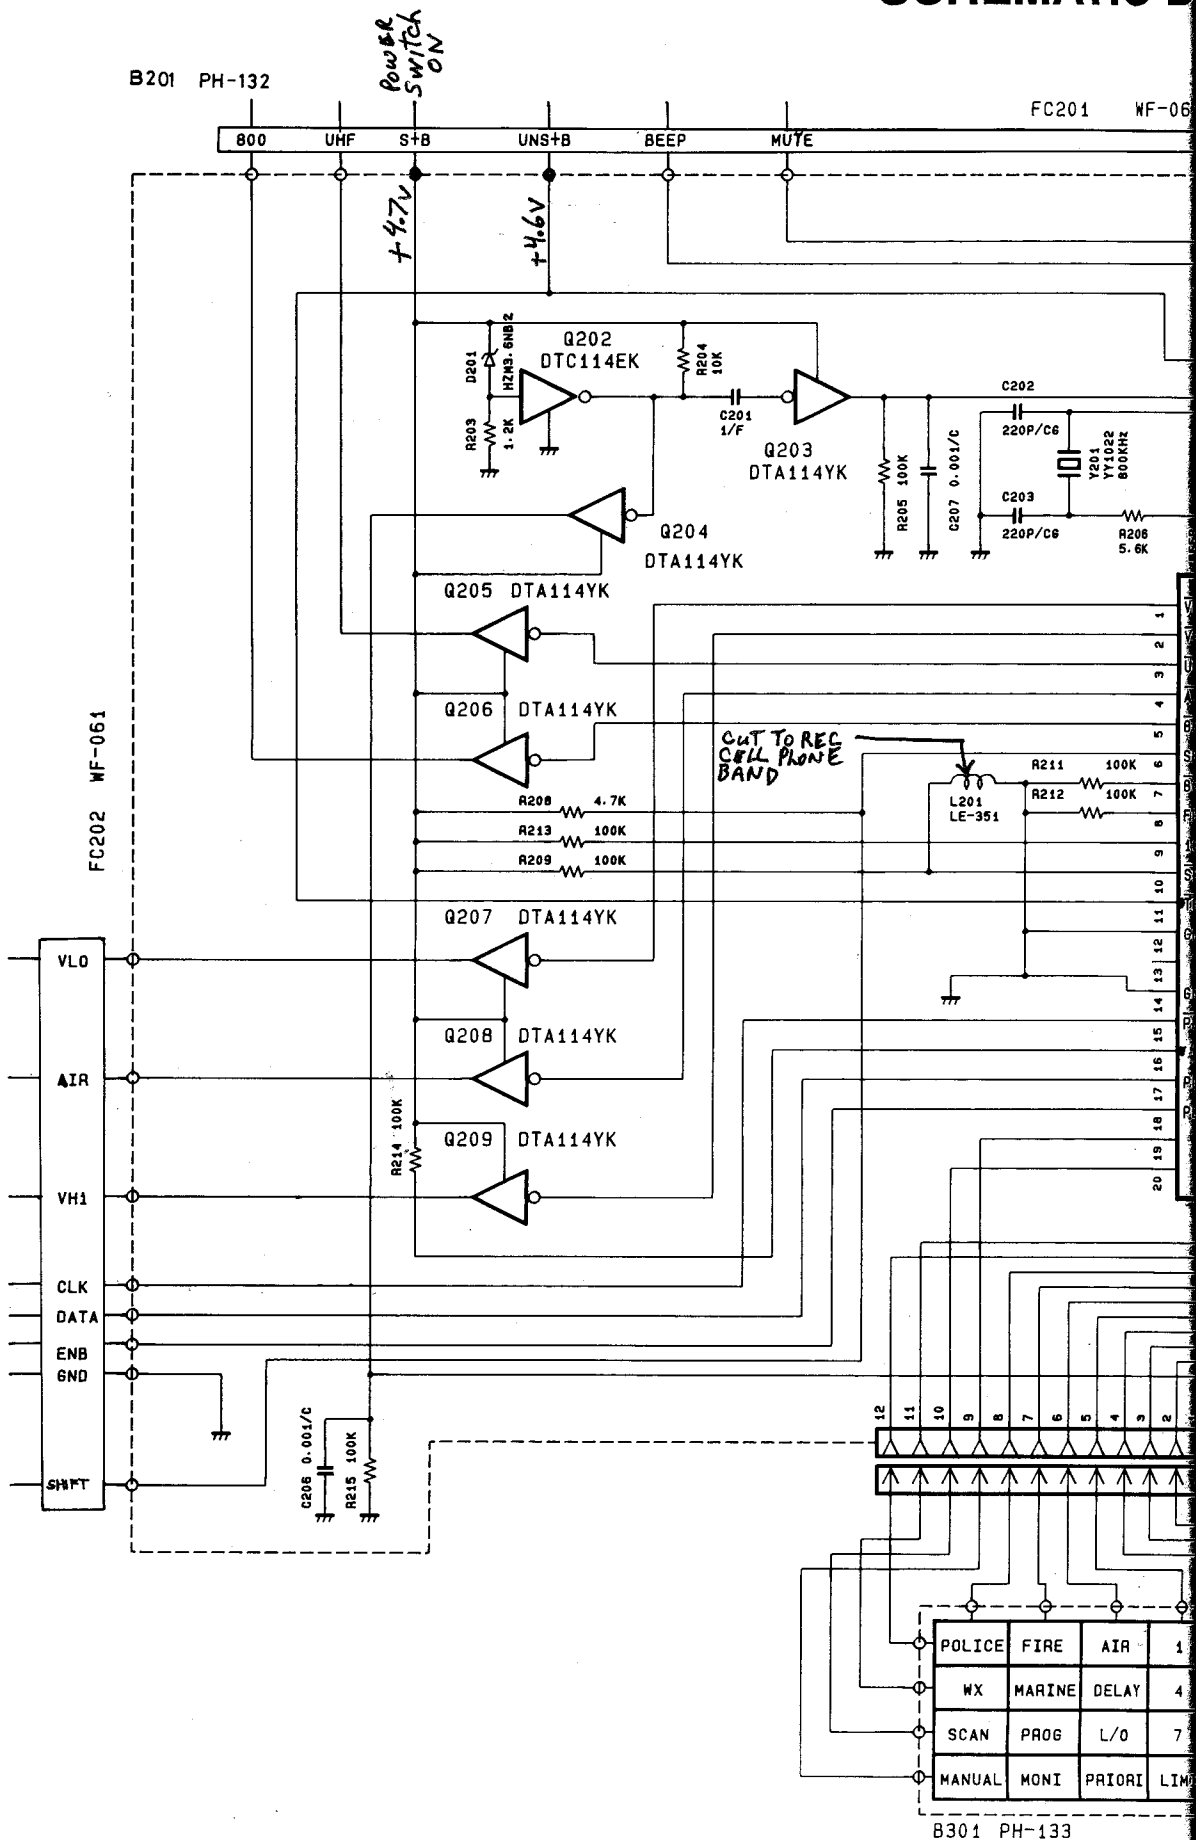 POWER
SWITCH
ON
B201 PH-132
FC201 WF-06
800 UHF S+B UNS+B BEEP MUTE
+4.7V
+4.6V
D201
HZM3.6NB2
Q202
DTC114EK
R204
10K
R203
1.2K
C201
1/F
Q203
DTA114YK
R205 100K
C207 0.001/C
C202
220P/CG
Y201
YY1022
800KHz
C203
220P/CG
R206
5.6K
Q204
DTA114YK
Q205 DTA114YK
Q206 DTA114YK
1
2
3
4
5
6
7
8
9
10
11
12
13
14
15
16
17
18
19
20
CUT TO REC
CELL PHONE
BAND
L201
LE-351
R211 100K
R212 100K
R208 4.7K
R213 100K
R209 100K
FC202 WF-061
Q207 DTA114YK
Q208 DTA114YK
R214 100K
Q209 DTA114YK
VLO
AIR
VH1
CLK
DATA
ENB
GND
SHIFT
C206 0.001/C
R215 100K
12 11 10 9 8 7 6 5 4 3 2
POLICE FIRE AIR 1
WX MARINE DELAY 4
SCAN PROG L/O 7
MANUAL MONI PRIORI LIM
B301 PH-133